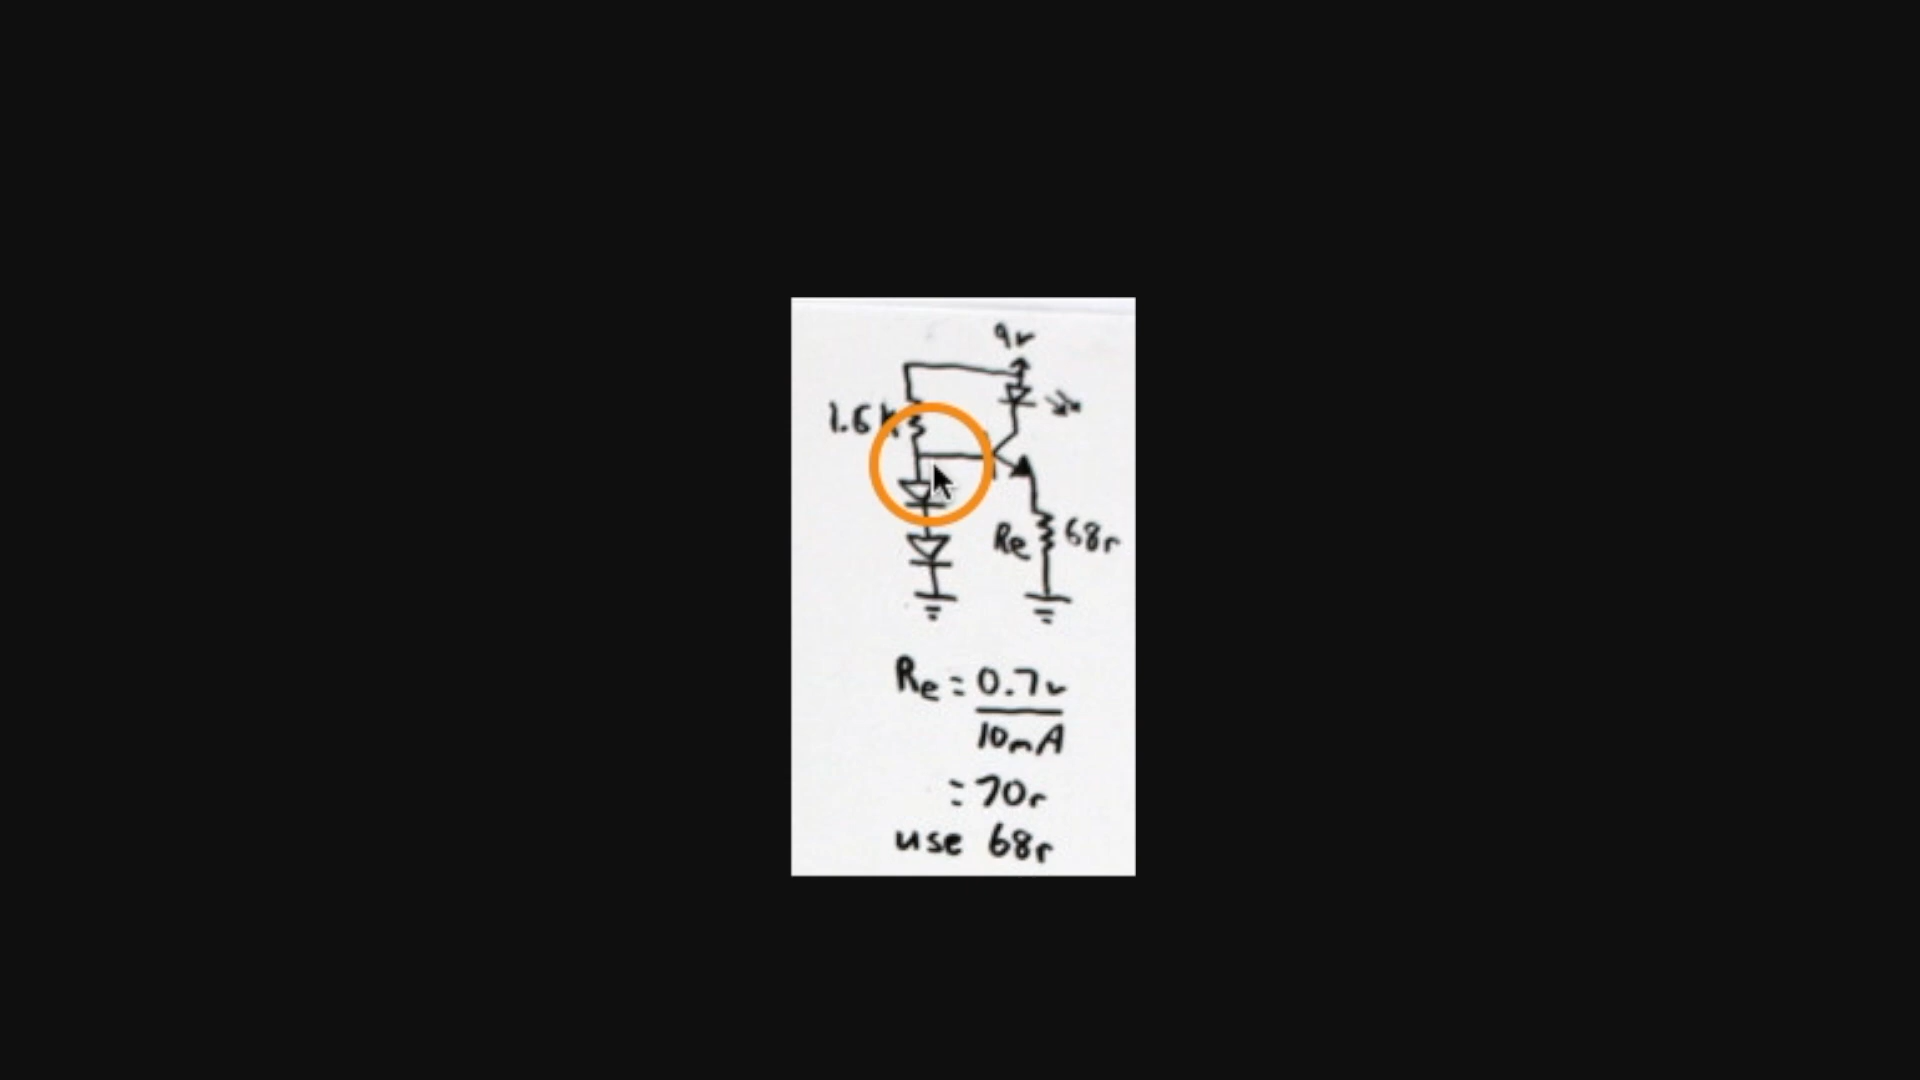 9v
1.6k
Re 68r
Re = 0.7v
10mA
= 70r
use 68r